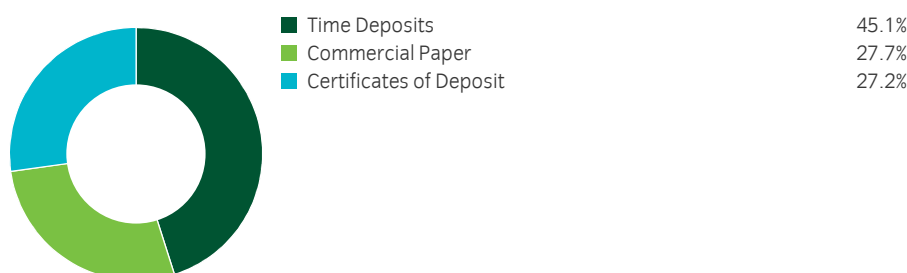 Time Deposits 45.1%
Commercial Paper 27.7%
Certificates of Deposit 27.2%